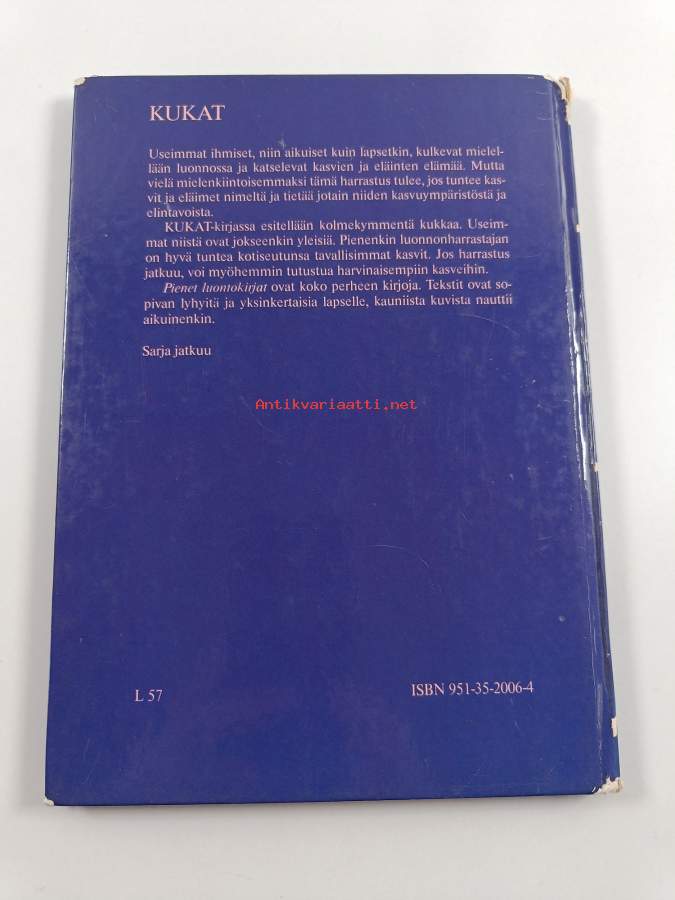 KUKAT
Useimmat ihmiset, niin aikuiset kuin lapsetkin, kulkevat mielel-
lään luonnossa ja katselevat kasvien ja eläinten elämää. Mutta
vielä mielenkiintoisemmaksi tämä harrastus tulee, jos tuntee kas-
vit ja eläimet nimeltä ja tietää jotain niiden kasvuympäristöstä ja
elintavoista.
KUKAT-kirjassa esitellään kolmekymmentä kukkaa. Useim-
mat niistä ovat jokseenkin yleisiä. Pienenkin luonnonharrastajan
on hyvä tuntea kotiseutunsa tavallisimmat kasvit. Jos harrastus
jatkuu, voi myöhemmin tutustua harvinaisempiin kasveihin.
Pienet luontokirjat ovat koko perheen kirjoja. Tekstit ovat so-
pivan lyhyitä ja yksinkertaisia lapselle, kauniista kuvista nauttii
aikuinenkin.
Sarja jatkuu
Antikvariaatti.net
L 57
ISBN 951-35-2006-4